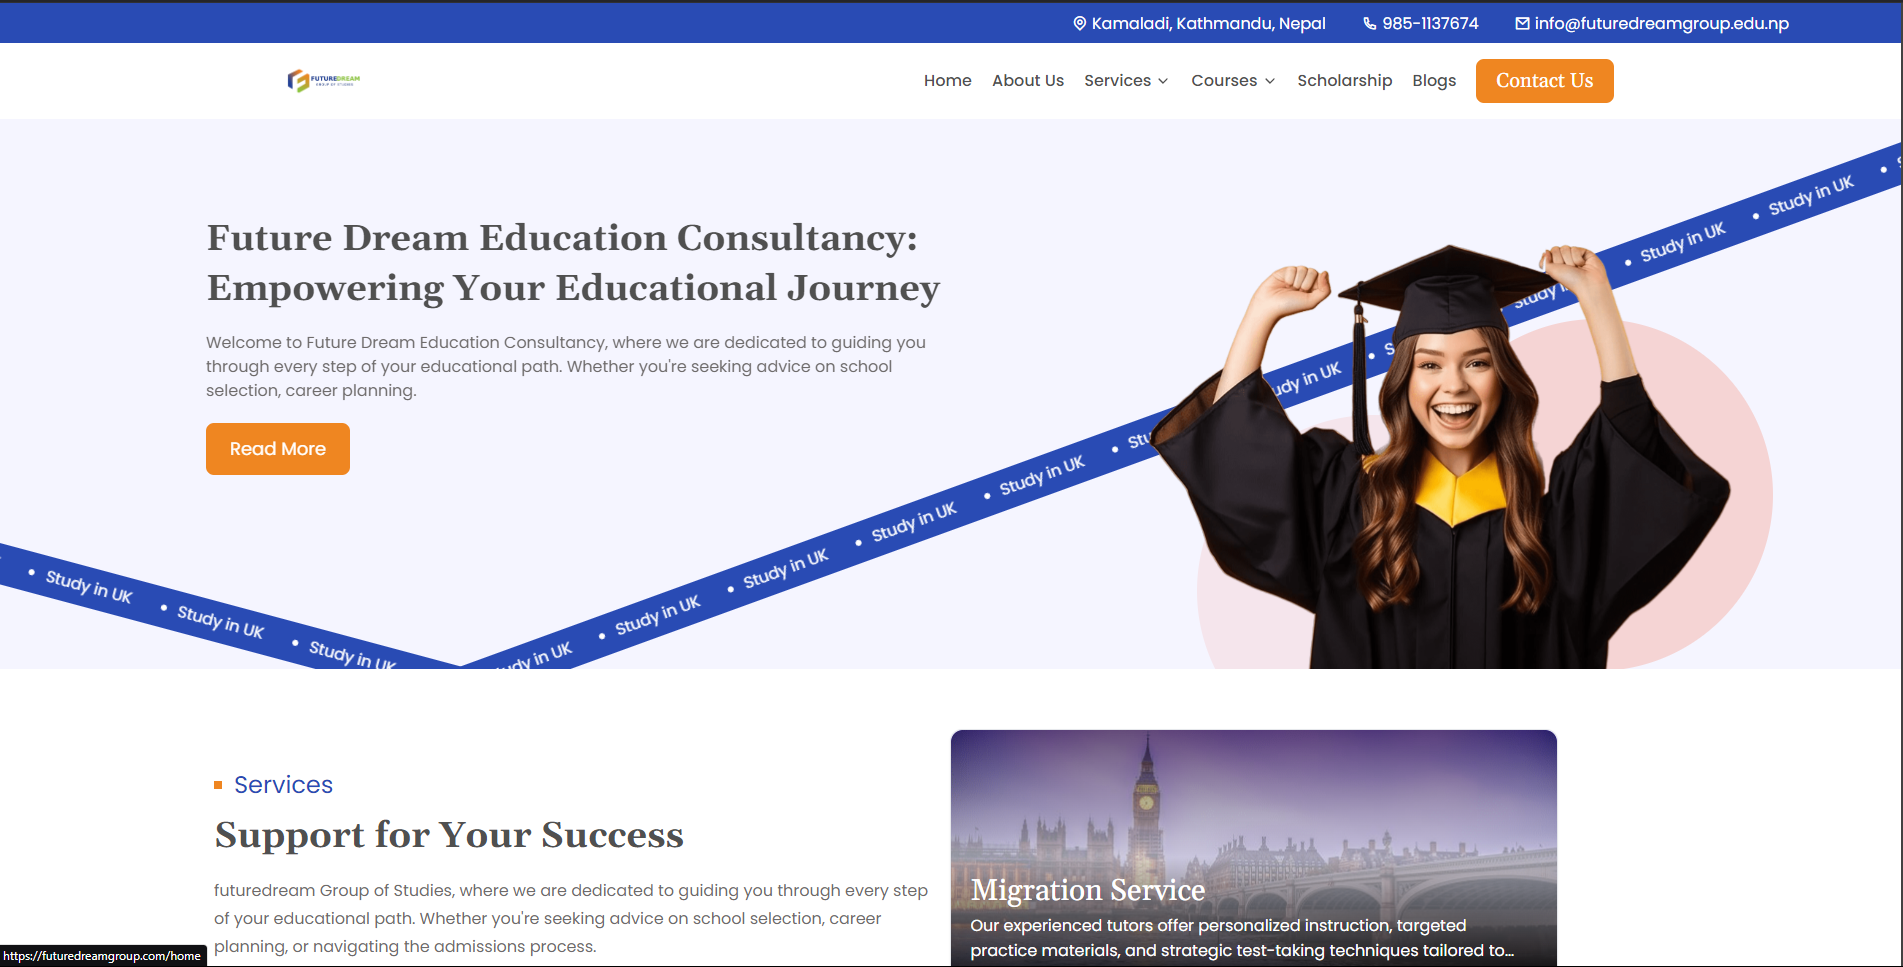 Kamaladi, Kathmandu, Nepal 985-1137674 info@futuredreamgroup.edu.np
FUTUREDREAM
GROUP OF STUDIES
Home About Us Services Courses Scholarship Blogs Contact Us
Future Dream Education Consultancy:
Empowering Your Educational Journey
Welcome to Future Dream Education Consultancy, where we are dedicated to guiding you
through every step of your educational path. Whether you're seeking advice on school
selection, career planning.
Read More
• Study in UK • Study in UK • Study in UK
dy in UK • Study in UK • Study in UK • Study in UK • Study in UK • Stu
udy in UK • S
Study i
• Study in UK • Study in UK •
Services
Support for Your Success
futuredream Group of Studies, where we are dedicated to guiding you through every step
of your educational path. Whether you're seeking advice on school selection, career
planning, or navigating the admissions process.
Migration Service
Our experienced tutors offer personalized instruction, targeted
practice materials, and strategic test-taking techniques tailored to...
https://futuredreamgroup.com/home